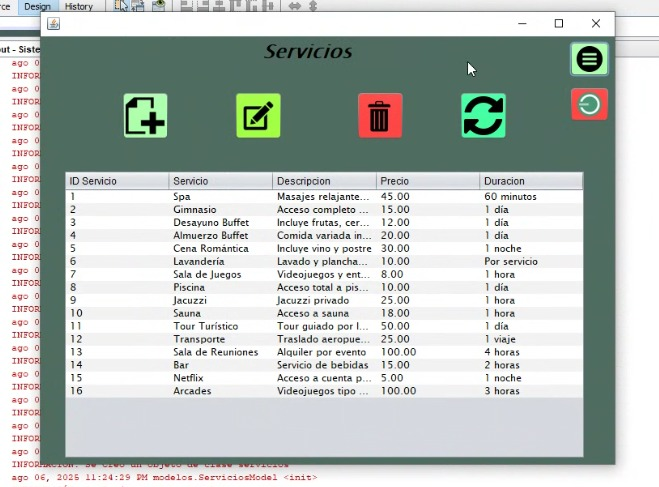 rce Design History
Servicios
put - Siste
ago 0
INFOR
ago 0
INFOR
ago 0
INFOR
ago 0
INFOR
ago 0
INFOR
ago 0
INFOR
ago 0
INFOR
ago 0
INFOR
ago 0
INFOR
ago 0
INFOR
ago 0
INFOR
ago 0
INFOR
ago 0
INFOR
ago 0
INFOR
ago 0
INFOR
ago 0
ID Servicio Servicio Descripcion Precio Duracion
1 Spa Masajes relajante... 45.00 60 minutos
2 Gimnasio Acceso completo ... 15.00 1 día
3 Desayuno Buffet Incluye frutas, cer... 12.00 1 día
4 Almuerzo Buffet Comida variada in... 20.00 1 día
5 Cena Romántica Incluye vino y postre 30.00 1 noche
6 Lavandería Lavado y plancha... 10.00 Por servicio
7 Sala de Juegos Videojuegos y ent... 8.00 1 hora
8 Piscina Acceso total a pis... 10.00 1 día
9 Jacuzzi Jacuzzi privado 25.00 1 hora
10 Sauna Acceso a sauna 18.00 1 hora
11 Tour Turístico Tour guiado por l... 50.00 1 día
12 Transporte Traslado aeropue... 25.00 1 viaje
13 Sala de Reuniones Alquiler por evento 100.00 4 horas
14 Bar Servicio de bebidas 15.00 2 horas
15 Netflix Acceso a cuenta p... 5.00 1 noche
16 Arcades Videojuegos tipo ... 100.00 3 horas
INFORMACIÓN: Se creó un objeto de clase servicios
ago 06, 2025 11:24:29 PM modelos.ServiciosModel <init>